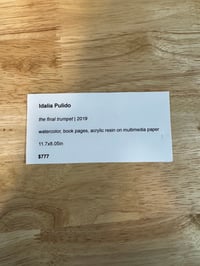 Idalia Pulido
the final trumpet | 2019
watercolor, book pages, acrylic resin on multimedia paper
11.7x8.05in
$777